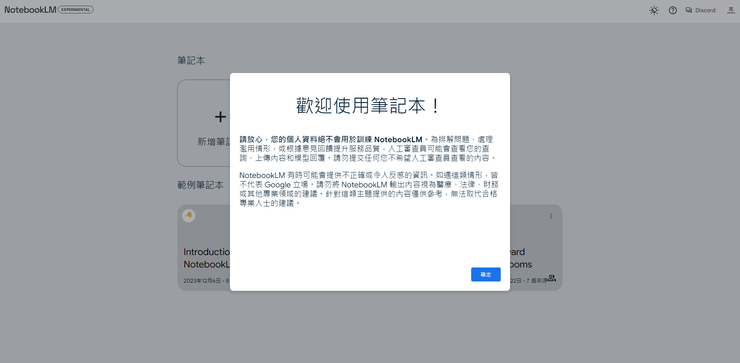 NotebookLM EXPERIMENTAL
Discord
筆記本
新增筆記
範例筆記本
Introduction
NotebookLM
2023年12月6日・
22日・7 個來源
歡迎使用筆記本！
請放心，您的個人資料絕不會用於訓練 NotebookLM。為排解問題、處理
濫用情形，或根據意見回饋提升服務品質，人工審查員可能會查看您的查
詢、上傳內容和模型回覆。請勿提交任何您不希望人工審查員查看的內容。
NotebookLM 有時可能會提供不正確或令人反感的資訊。如遇這類情形，皆
不代表 Google 立場。請勿將 NotebookLM 輸出內容視為醫療、法律、財務
或其他專業領域的建議。針對這類主題提供的內容僅供參考，無法取代合格
專業人士的建議。
確定